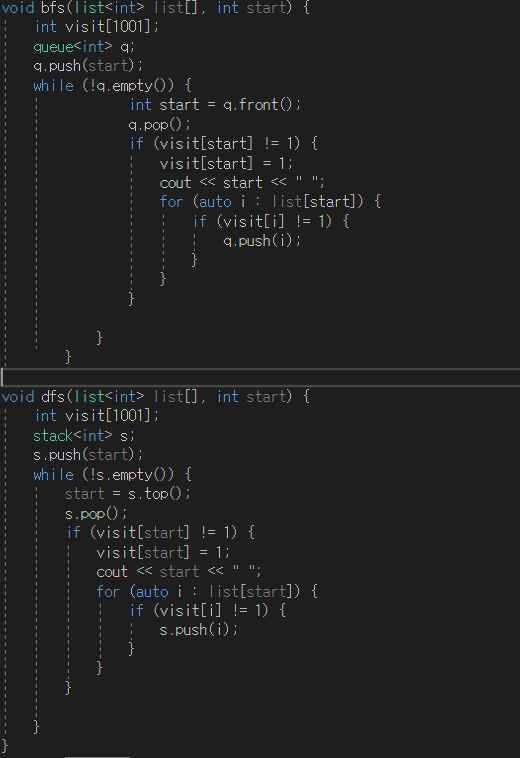 void bfs(list<int> list[], int start) {
    int visit[1001];
    queue<int> q;
    q.push(start);
    while (!q.empty()) {
                int start = q.front();
                q.pop();
                if (visit[start] != 1) {
                    visit[start] = 1;
                    cout << start << " ";
                    for (auto i : list[start]) {
                        if (visit[i] != 1) {
                            q.push(i);
                        }
                    }
                }
            }
        }
void dfs(list<int> list[], int start) {
    int visit[1001];
    stack<int> s;
    s.push(start);
    while (!s.empty()) {
        start = s.top();
        s.pop();
        if (visit[start] != 1) {
            visit[start] = 1;
            cout << start << " ";
            for (auto i : list[start]) {
                if (visit[i] != 1) {
                    s.push(i);
                }
            }
        }
    }
}